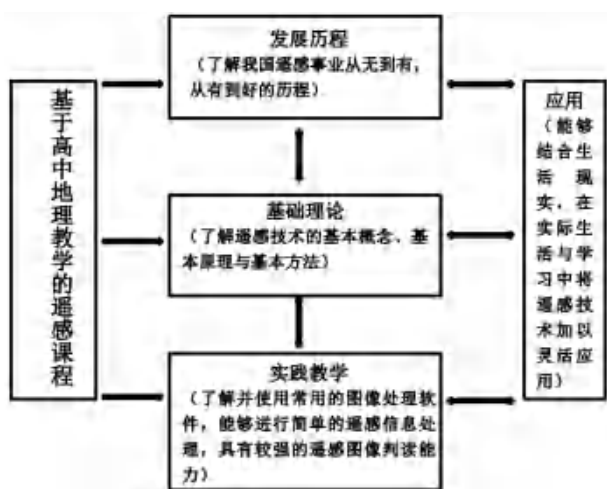 基于高中地理教学的遥感课程
发展历程
（了解我国遥感事业从无到有，
从有到好的历程）
基础理论
（了解遥感技术的基本概念、基
本原理与基本方法）
实践教学
（了解并使用常用的图像处理软
件，能够进行简单的遥感信息处
理，具有较强的遥感图像判读能
力）
应用
（能够
结合生
活现
实，在
实际生
活与学
习中将
遥感技
术加以
灵活应
用）